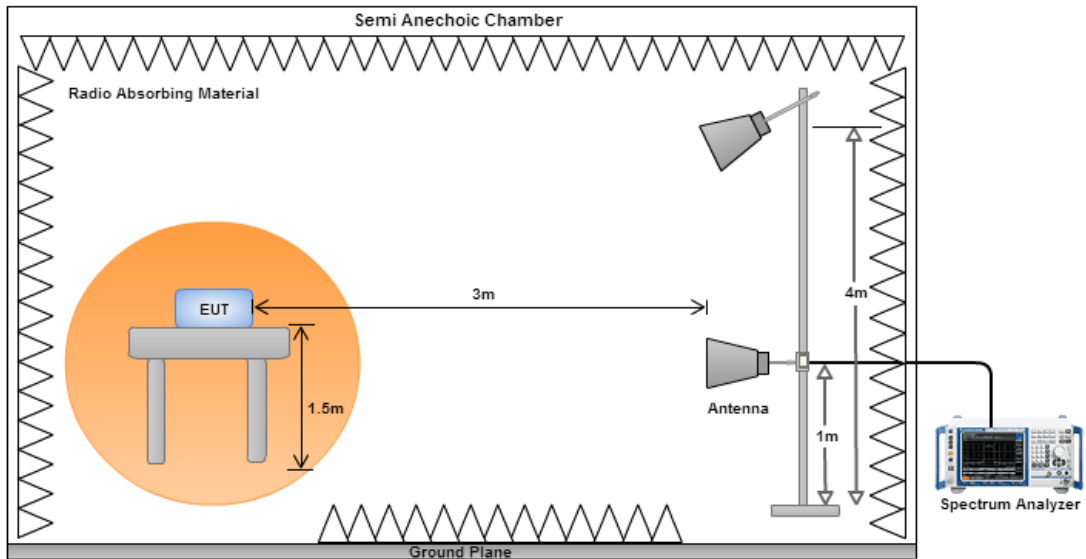 Semi Anechoic Chamber
Radio Absorbing Material
3m
4m
EUT
1.5m
Antenna
1m
Spectrum Analyzer
Ground Plane